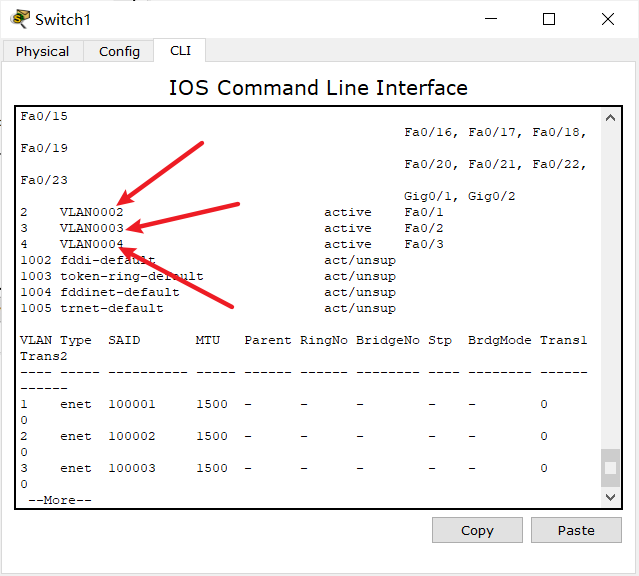 Switch1
Physical Config CLI
IOS Command Line Interface
Fa0/15
Fa0/16, Fa0/17, Fa0/18,
Fa0/19
Fa0/20, Fa0/21, Fa0/22,
Fa0/23
Gig0/1, Gig0/2
2 VLAN0002 active Fa0/1
3 VLAN0003 active Fa0/2
4 VLAN0004 active Fa0/3
1002 fddi-default act/unsup
1003 token-ring-default act/unsup
1004 fddinet-default act/unsup
1005 trnet-default act/unsup
VLAN Type SAID MTU Parent RingNo BridgeNo Stp BrdgMode Trans1
Trans2
---- ----- ---------- ----- ------ ------ -------- ---- -------- ------
------
1 enet 100001 1500 - - - - - 0
0
2 enet 100002 1500 - - - - - 0
0
3 enet 100003 1500 - - - - - 0
0
--More--
Copy Paste